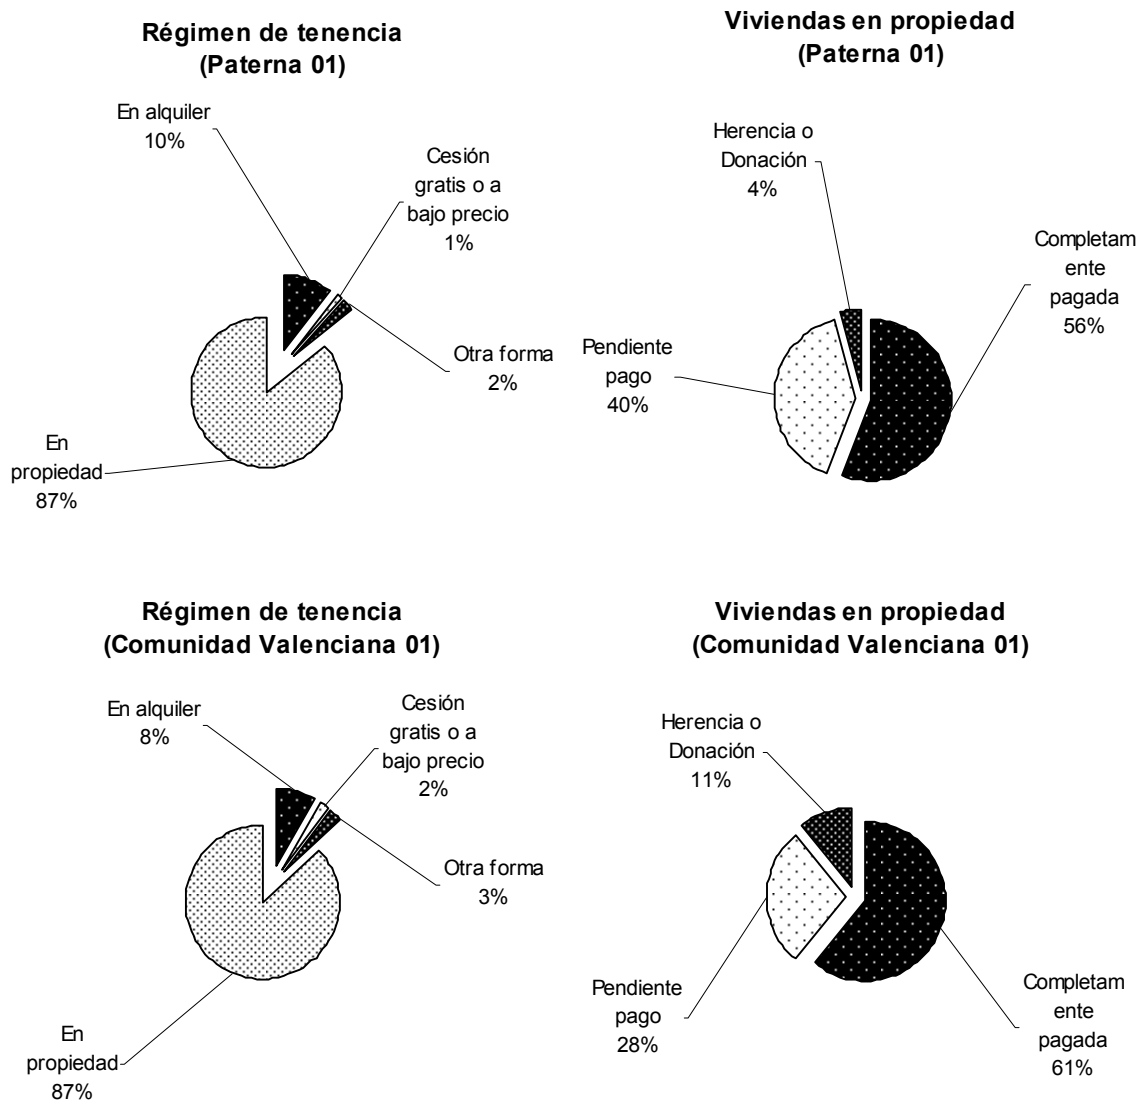 Régimen de tenencia
(Paterna 01)
En alquiler
10%
Cesión
gratis o a
bajo precio
1%
Otra forma
2%
En
propiedad
87%
Viviendas en propiedad
(Paterna 01)
Herencia o
Donación
4%
Completam
ente
pagada
56%
Pendiente
pago
40%
Régimen de tenencia
(Comunidad Valenciana 01)
En alquiler
8%
Cesión
gratis o a
bajo precio
2%
Otra forma
3%
En
propiedad
87%
Viviendas en propiedad
(Comunidad Valenciana 01)
Herencia o
Donación
11%
Pendiente
pago
28%
Completam
ente
pagada
61%